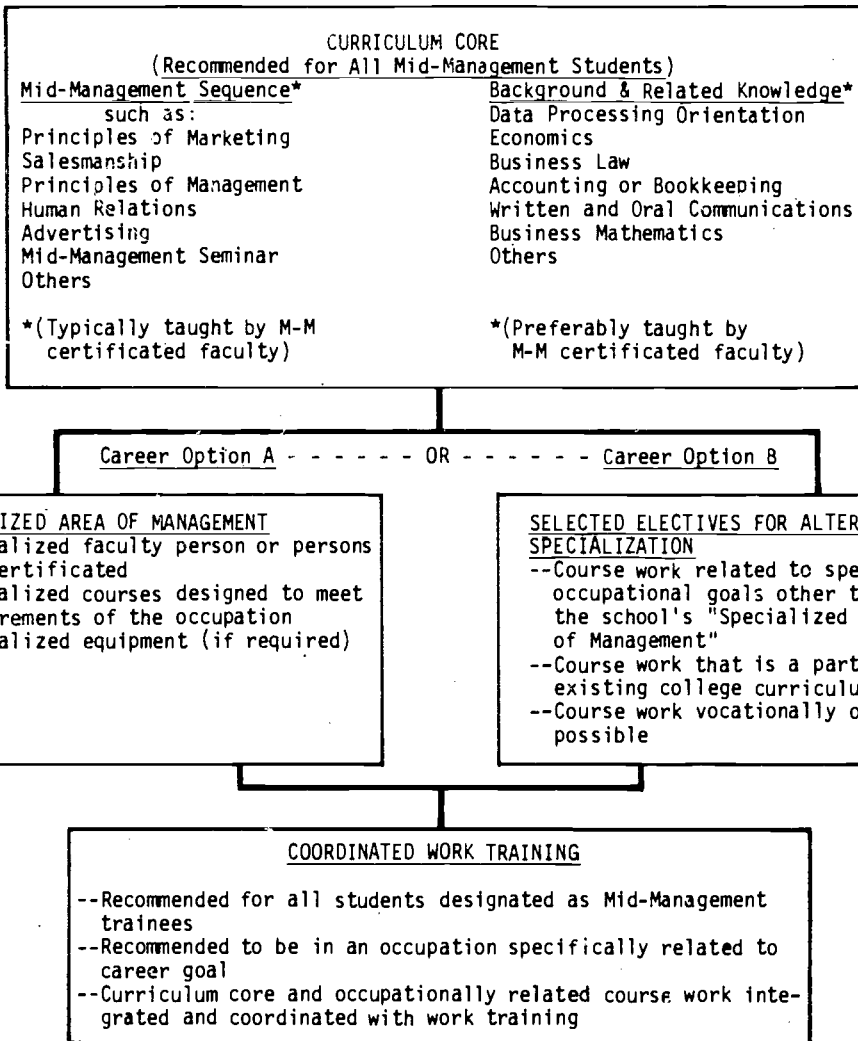 CURRICULUM CORE
(Recommended for All Mid-Management Students)
Mid-Management Sequence*
such as:
Principles of Marketing
Salesmanship
Principles of Management
Human Relations
Advertising
Mid-Management Seminar
Others
*(Typically taught by M-M
certificated faculty)
Background & Related Knowledge*
Data Processing Orientation
Economics
Business Law
Accounting or Bookkeeping
Written and Oral Communications
Business Mathematics
Others
*(Preferably taught by
M-M certificated faculty)
Career Option A - - - - - - OR - - - - - - Career Option B
IZED AREA OF MANAGEMENT
alized faculty person or persons
ertificated
alized courses designed to meet
rements of the occupation
alized equipment (if required)
SELECTED ELECTIVES FOR ALTER
SPECIALIZATION
--Course work related to spe
occupational goals other t
the school's "Specialized
of Management"
--Course work that is a part
existing college curriculu
--Course work vocationally o
possible
COORDINATED WORK TRAINING
--Recommended for all students designated as Mid-Management
trainees
--Recommended to be in an occupation specifically related to
career goal
--Curriculum core and occupationally related course work inte-
grated and coordinated with work training